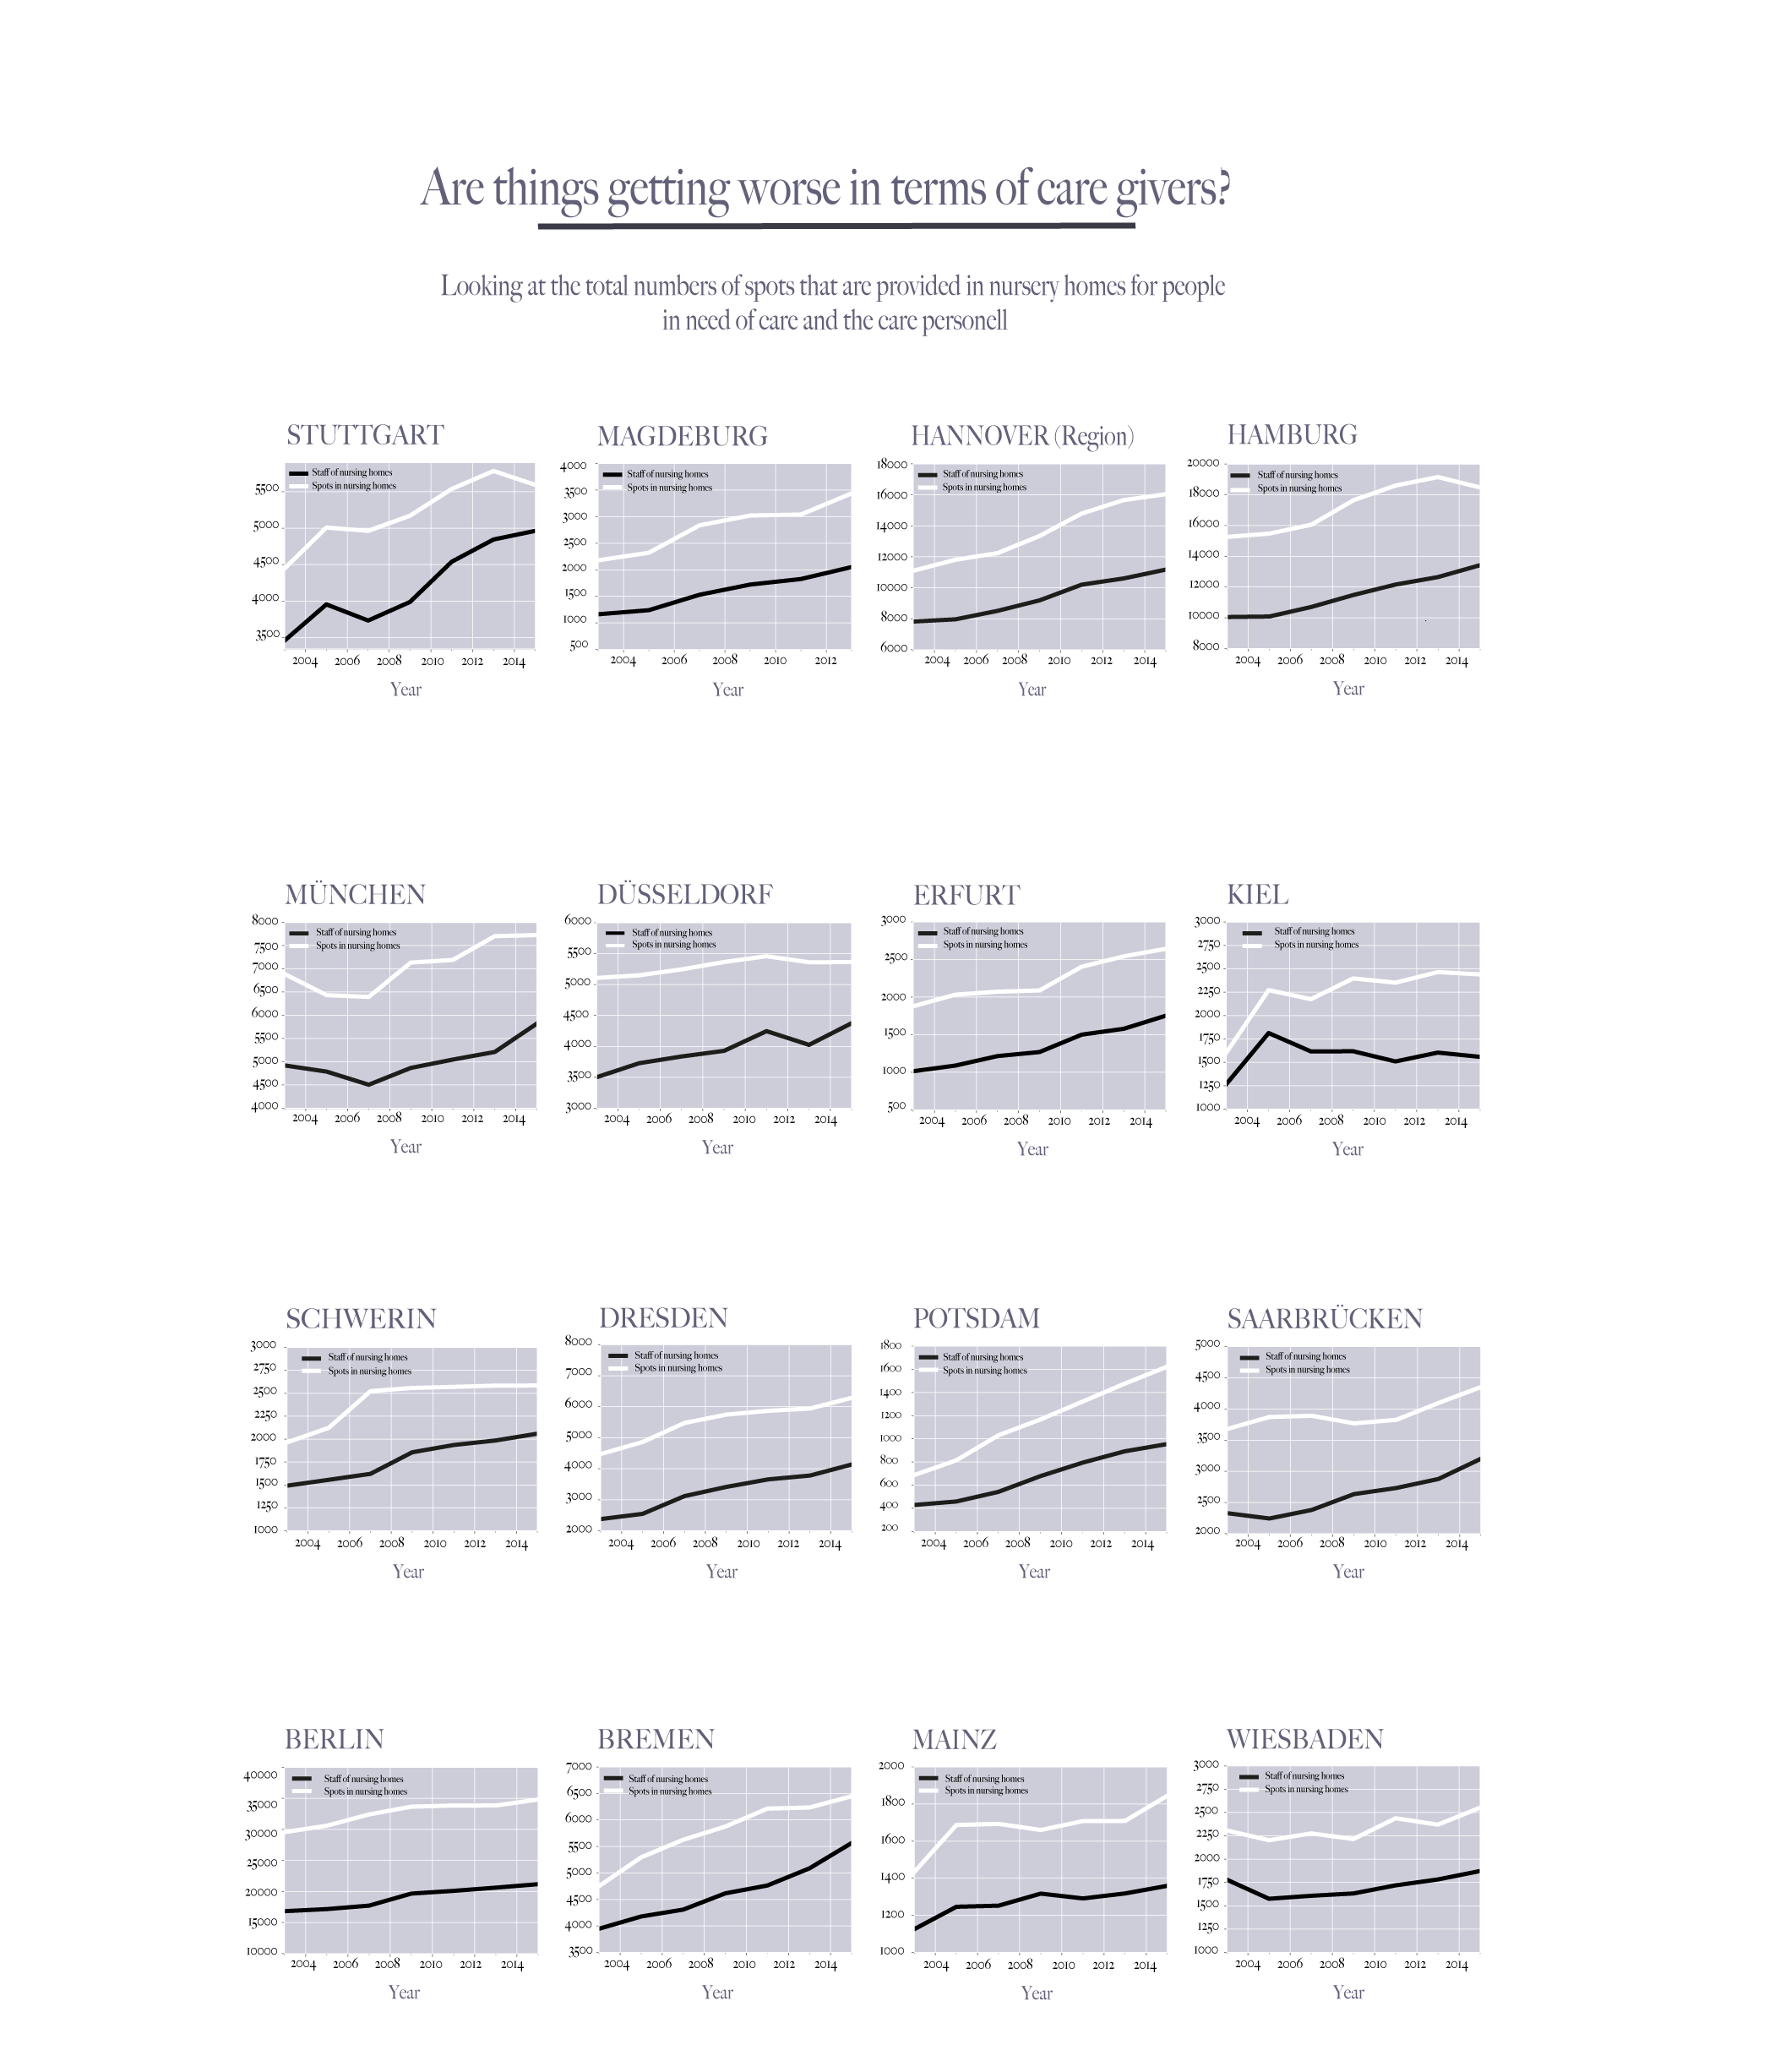 Are things getting worse in terms of care givers?
Looking at the total numbers of spots that are provided in nursery homes for people
in need of care and the care personell
STUTTGART
Staff of nursing homes
Spots in nursing homes
5500
5000
4500
4000
3500
2004 2006 2008 2010 2012 2014
Year
MAGDEBURG
Staff of nursing homes
Spots in nursing homes
4000
3500
3000
2500
2000
1500
1000
500
2004 2006 2008 2010 2012
Year
HANNOVER (Region)
Staff of nursing homes
Spots in nursing homes
18000
16000
14000
12000
10000
8000
6000
2004 2006 2008 2010 2012 2014
Year
HAMBURG
Staff of nursing homes
Spots in nursing homes
20000
18000
16000
14000
12000
10000
8000
2004 2006 2008 2010 2012 2014
Year
MÜNCHEN
Staff of nursing homes
Spots in nursing homes
8000
7500
7000
6500
6000
5500
5000
4500
4000
2004 2006 2008 2010 2012 2014
Year
DÜSSELDORF
Staff of nursing homes
Spots in nursing homes
6000
5500
5000
4500
4000
3500
3000
2004 2006 2008 2010 2012 2014
Year
ERFURT
Staff of nursing homes
Spots in nursing homes
3000
2500
2000
1500
1000
500
2004 2006 2008 2010 2012 2014
Year
KIEL
Staff of nursing homes
Spots in nursing homes
3000
2750
2500
2250
2000
1750
1500
1250
1000
2004 2006 2008 2010 2012 2014
Year
SCHWERIN
Staff of nursing homes
Spots in nursing homes
3000
2750
2500
2250
2000
1750
1500
1250
1000
2004 2006 2008 2010 2012 2014
Year
DRESDEN
Staff of nursing homes
Spots in nursing homes
8000
7000
6000
5000
4000
3000
2000
2004 2006 2008 2010 2012 2014
Year
POTSDAM
Staff of nursing homes
Spots in nursing homes
1800
1600
1400
1200
1000
800
600
400
200
2004 2006 2008 2010 2012 2014
Year
SAARBRÜCKEN
Staff of nursing homes
Spots in nursing homes
5000
4500
4000
3500
3000
2500
2000
2004 2006 2008 2010 2012 2014
Year
BERLIN
Staff of nursing homes
Spots in nursing homes
40000
35000
30000
25000
20000
15000
10000
2004 2006 2008 2010 2012 2014
Year
BREMEN
Staff of nursing homes
Spots in nursing homes
7000
6500
6000
5500
5000
4500
4000
3500
2004 2006 2008 2010 2012 2014
Year
MAINZ
Staff of nursing homes
Spots in nursing homes
2000
1800
1600
1400
1200
1000
2004 2006 2008 2010 2012 2014
Year
WIESBADEN
Staff of nursing homes
Spots in nursing homes
3000
2750
2500
2250
2000
1750
1500
1250
1000
2004 2006 2008 2010 2012 2014
Year